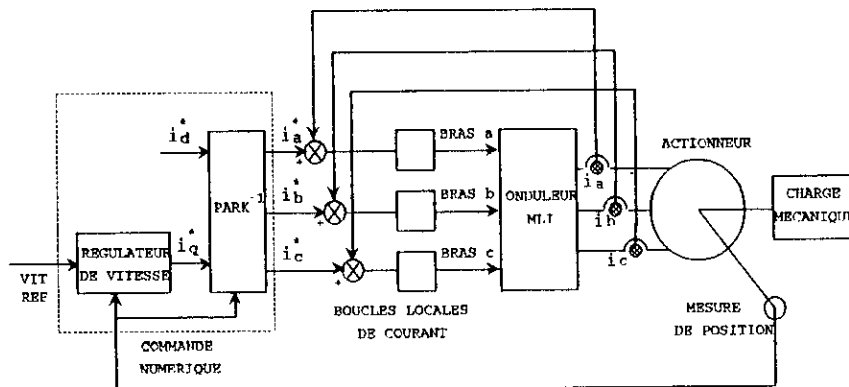 i*d
i*a
BRAS a
ACTIONNEUR
PARK-1
i*b
BRAS b
ONDULEUR
MLI
ia
ib
ic
CHARGE
MECANIQUE
REGULATEUR
DE VITESSE
i*q
i*c
BRAS c
VIT
REF
BOUCLES LOCALES
DE COURANT
MESURE
DE POSITION
COMMANDE
NUMERIQUE
+
+
+